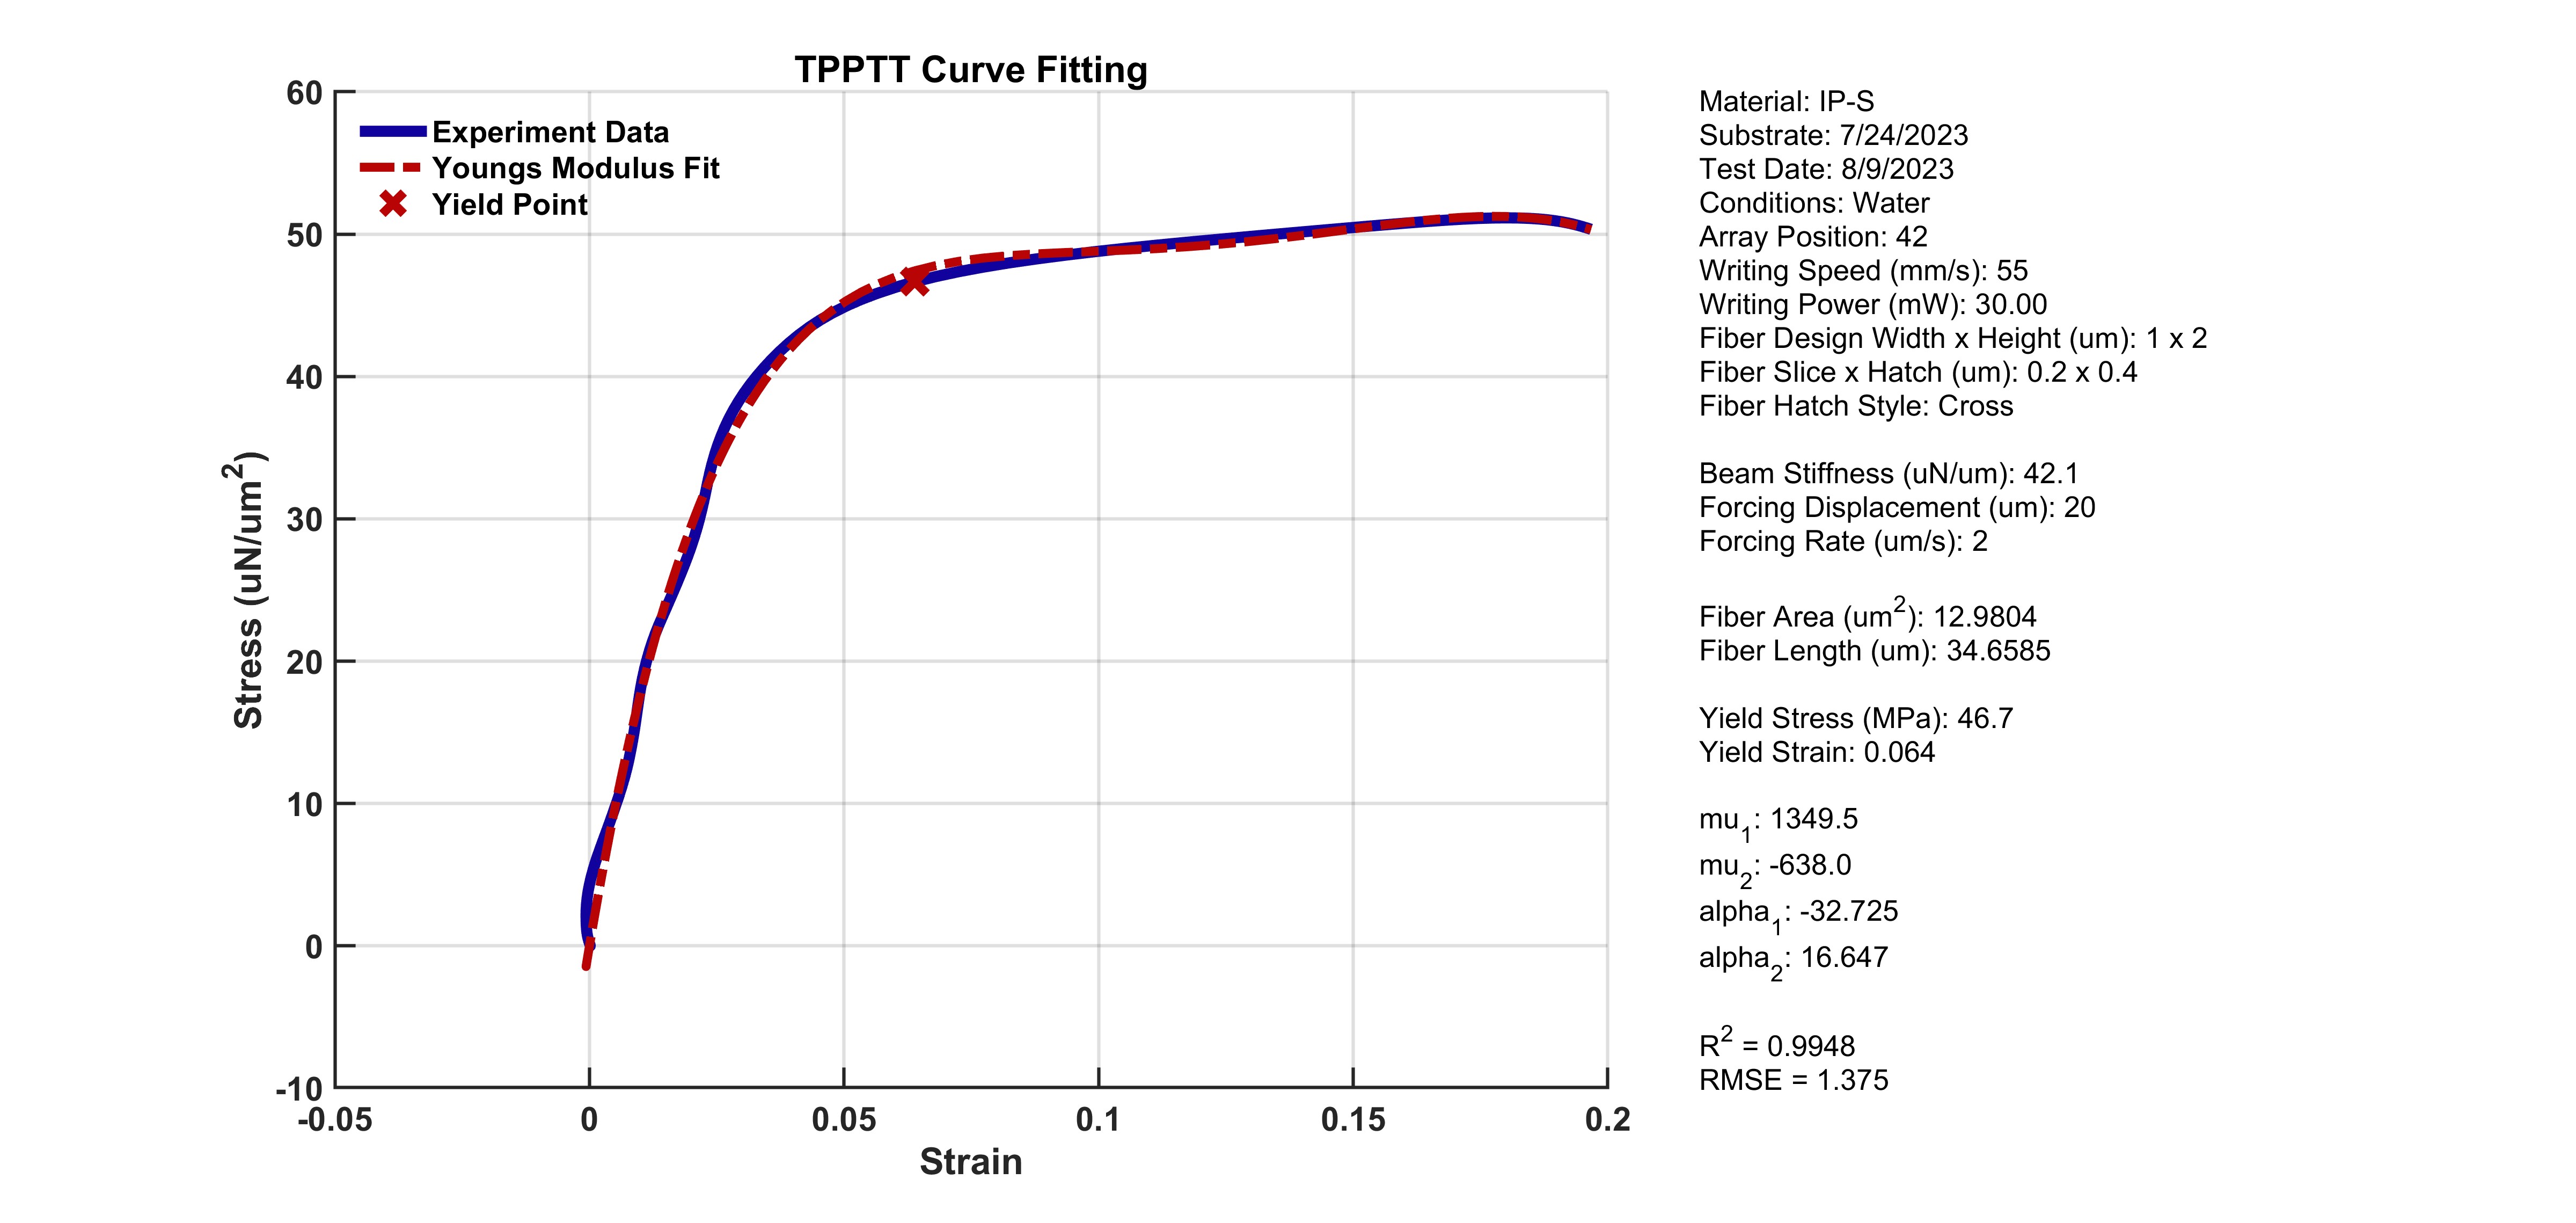 TPPTT Curve Fitting
60
50
40
30
20
10
0
-10
Stress (uN/um²)
Experiment Data
Youngs Modulus Fit
Yield Point
-0.05
0
0.05
0.1
0.15
0.2
Strain
Material: IP-S
Substrate: 7/24/2023
Test Date: 8/9/2023
Conditions: Water
Array Position: 42
Writing Speed (mm/s): 55
Writing Power (mW): 30.00
Fiber Design Width x Height (um): 1 x 2
Fiber Slice x Hatch (um): 0.2 x 0.4
Fiber Hatch Style: Cross
Beam Stiffness (uN/um): 42.1
Forcing Displacement (um): 20
Forcing Rate (um/s): 2
Fiber Area (um²): 12.9804
Fiber Length (um): 34.6585
Yield Stress (MPa): 46.7
Yield Strain: 0.064
mu₁: 1349.5
mu₂: -638.0
alpha₁: -32.725
alpha₂: 16.647
R² = 0.9948
RMSE = 1.375